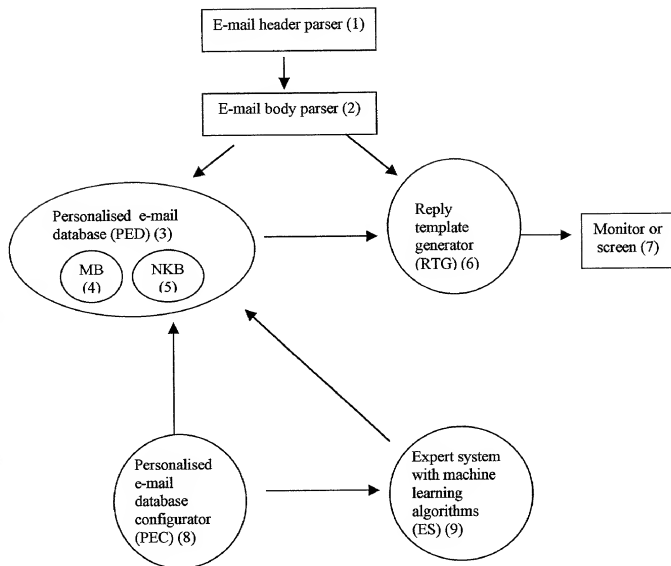 E-mail header parser (1)
E-mail body parser (2)
Personalised e-mail
database (PED) (3)
MB
(4)
NKB
(5)
Reply
template
generator
(RTG) (6)
Monitor or
screen (7)
Personalised
e-mail
database
configurator
(PEC) (8)
Expert system
with machine
learning
algorithms
(ES) (9)